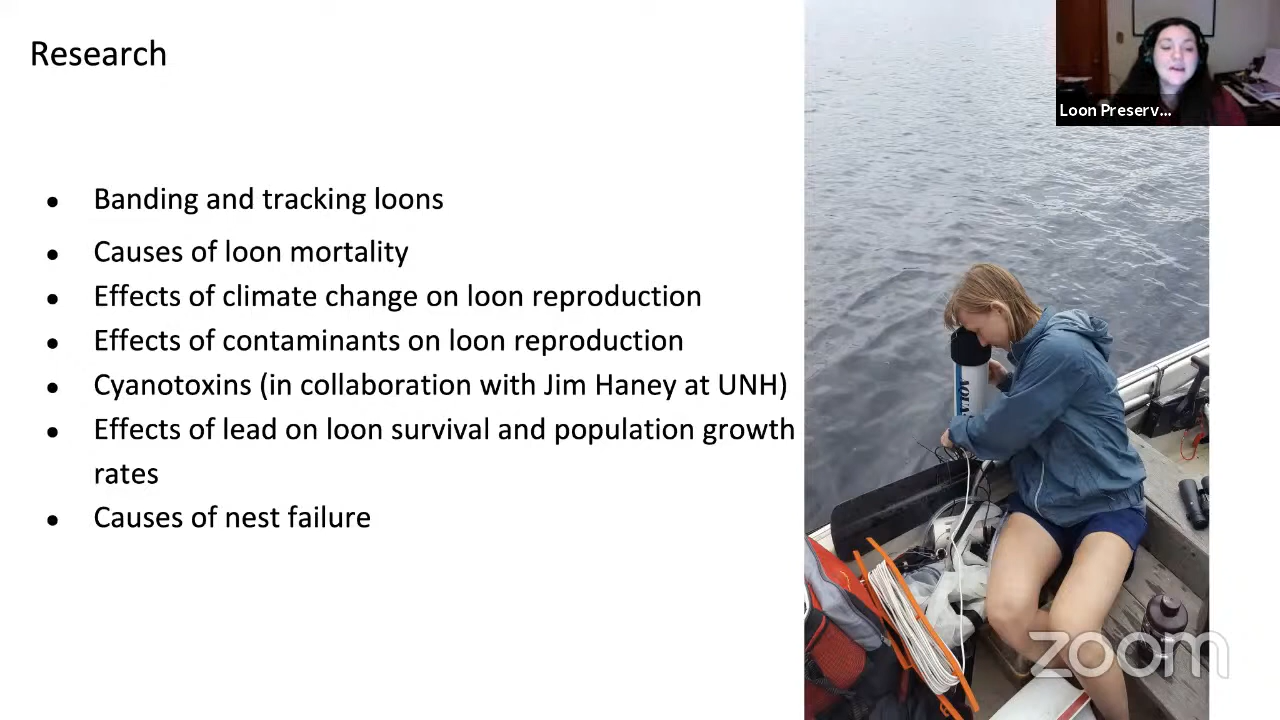 Research
Loon Preserv...
Banding and tracking loons
Causes of loon mortality
Effects of climate change on loon reproduction
Effects of contaminants on loon reproduction
Cyanotoxins (in collaboration with Jim Haney at UNH)
Effects of lead on loon survival and population growth
rates
Causes of nest failure
AQUA
zoom